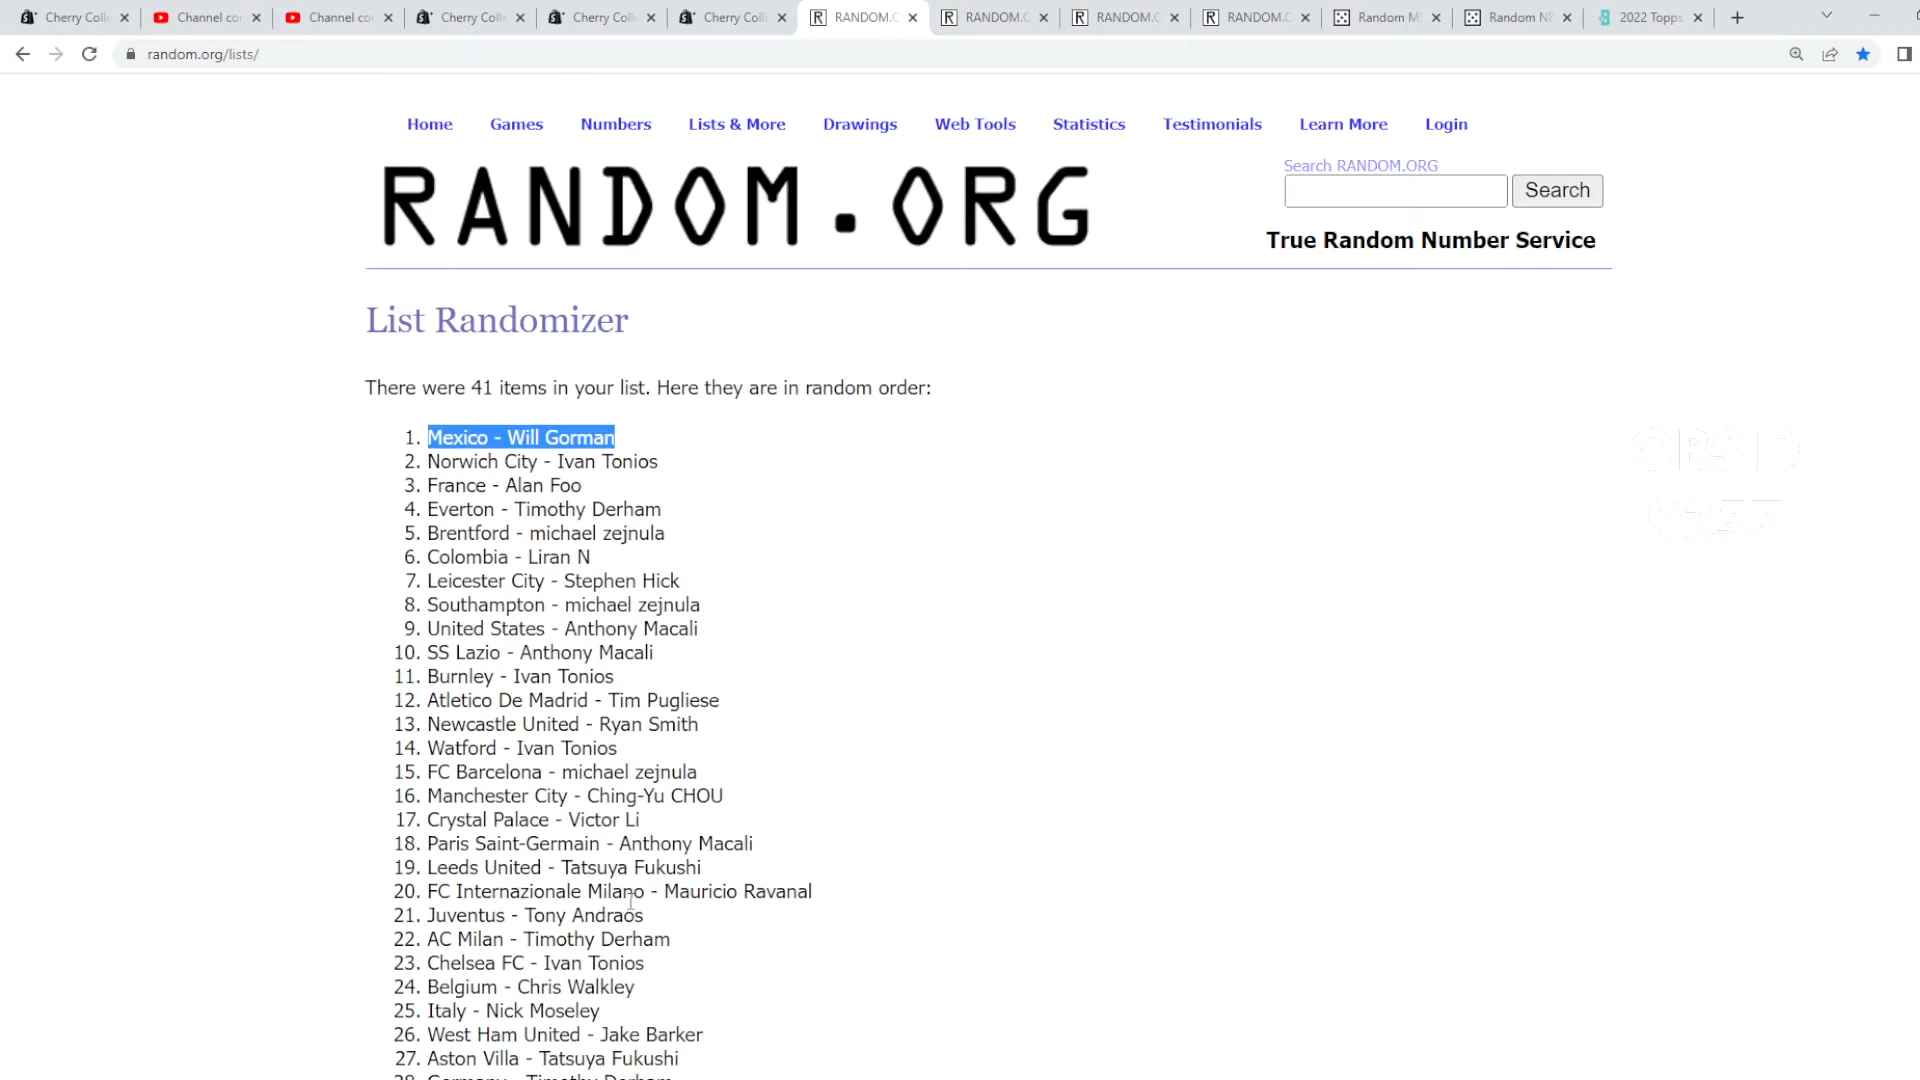 Cherry Colle
Channel co
Channel co
Cherry Colle
Cherry Colle
Cherry Colle
RANDOM.O
RANDOM.O
RANDOM.O
RANDOM.O
Random M
Random N
2022 Topps
random.org/lists/
Home Games Numbers Lists & More Drawings Web Tools Statistics Testimonials Learn More Login
RANDOM.ORG
Search RANDOM.ORG
Search
True Random Number Service
List Randomizer
There were 41 items in your list. Here they are in random order:
1. Mexico - Will Gorman
2. Norwich City - Ivan Tonios
3. France - Alan Foo
4. Everton - Timothy Derham
5. Brentford - michael zejnula
6. Colombia - Liran N
7. Leicester City - Stephen Hick
8. Southampton - michael zejnula
9. United States - Anthony Macali
10. SS Lazio - Anthony Macali
11. Burnley - Ivan Tonios
12. Atletico De Madrid - Tim Pugliese
13. Newcastle United - Ryan Smith
14. Watford - Ivan Tonios
15. FC Barcelona - michael zejnula
16. Manchester City - Ching-Yu CHOU
17. Crystal Palace - Victor Li
18. Paris Saint-Germain - Anthony Macali
19. Leeds United - Tatsuya Fukushi
20. FC Internazionale Milano - Mauricio Ravanal
21. Juventus - Tony Andraos
22. AC Milan - Timothy Derham
23. Chelsea FC - Ivan Tonios
24. Belgium - Chris Walkley
25. Italy - Nick Moseley
26. West Ham United - Jake Barker
27. Aston Villa - Tatsuya Fukushi
28. Germany - Timothy Derham